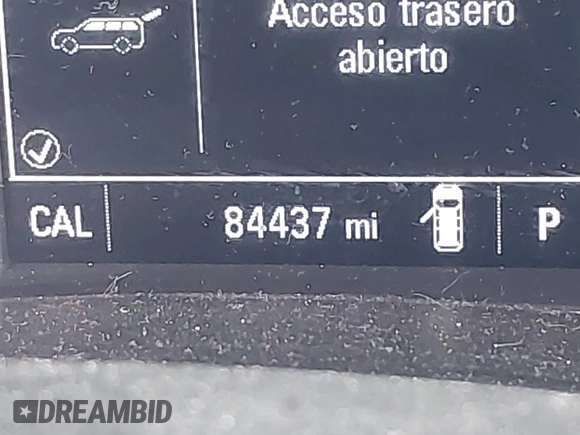 Acceso trasero
abierto
CAL
84437 mi
P
DREAMBID